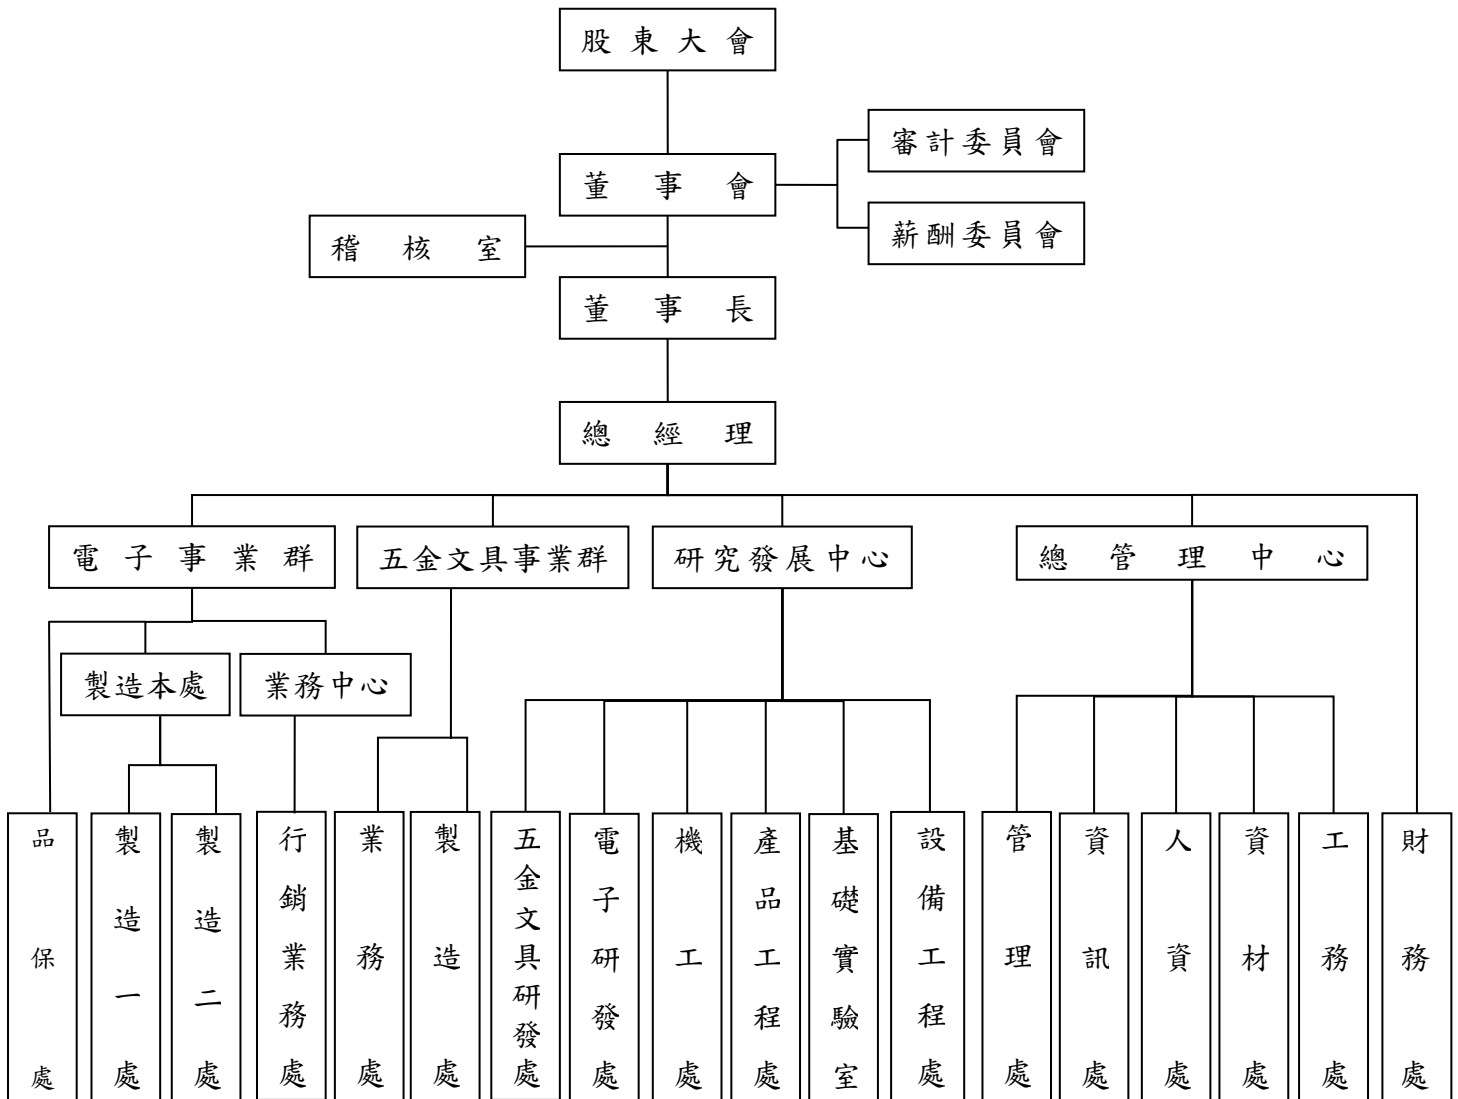 股東大會
審計委員會
董事會
薪酬委員會
稽核室
董事長
總經理
電子事業群
五金文具事業群
研究發展中心
總管理中心
製造本處
業務中心
品保處
製造一處
製造二處
行銷業務處
業務處
製造處
五金文具研發處
電子研發處
機工處
產品工程處
基礎實驗室
設備工程處
管理處
資訊處
人資處
資材處
工務處
財務處